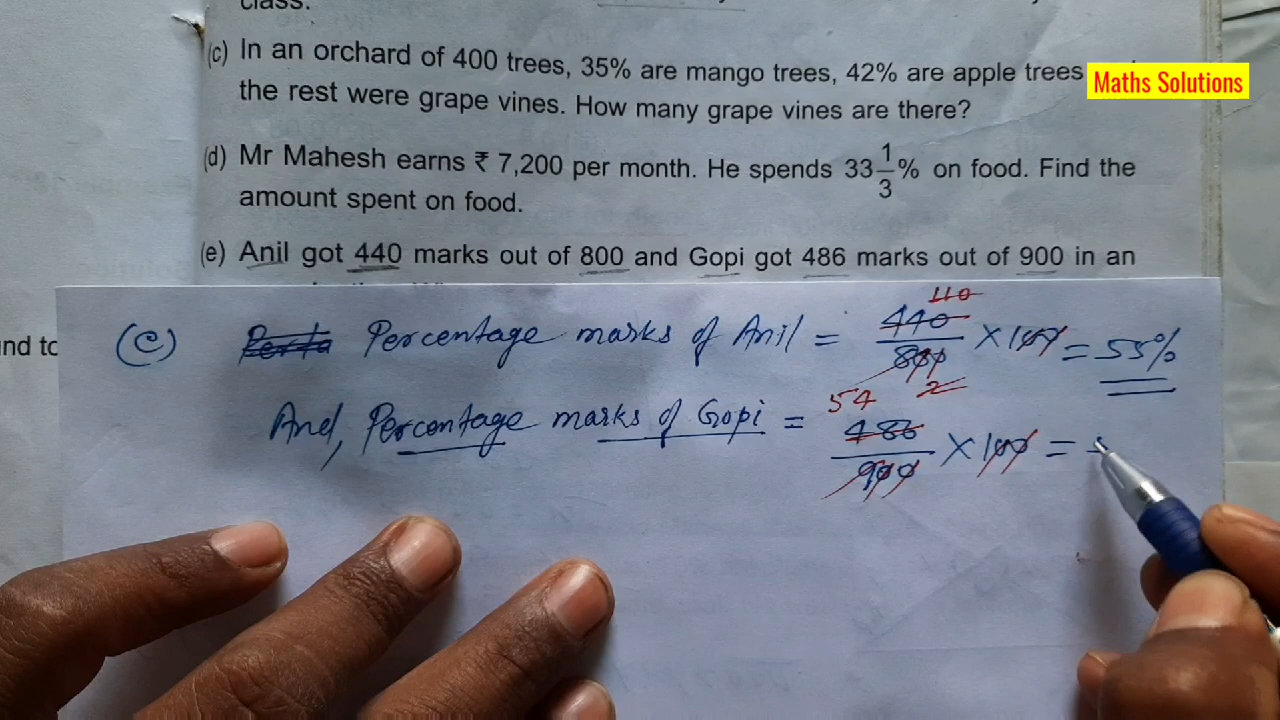 class.
(c) In an orchard of 400 trees, 35% are mango trees, 42% are apple trees
Maths Solutions
the rest were grape vines. How many grape vines are there?
(d) Mr Mahesh earns ₹ 7,200 per month. He spends 33 1/3 % on food. Find the
amount spent on food.
(e) Anil got 440 marks out of 800 and Gopi got 486 marks out of 900 in an
nd to
110
(e) Percentage marks of Anil = 440/800 × 100 = 55%
54 2
And, Percentage marks of Gopi = 486/900 × 100 =